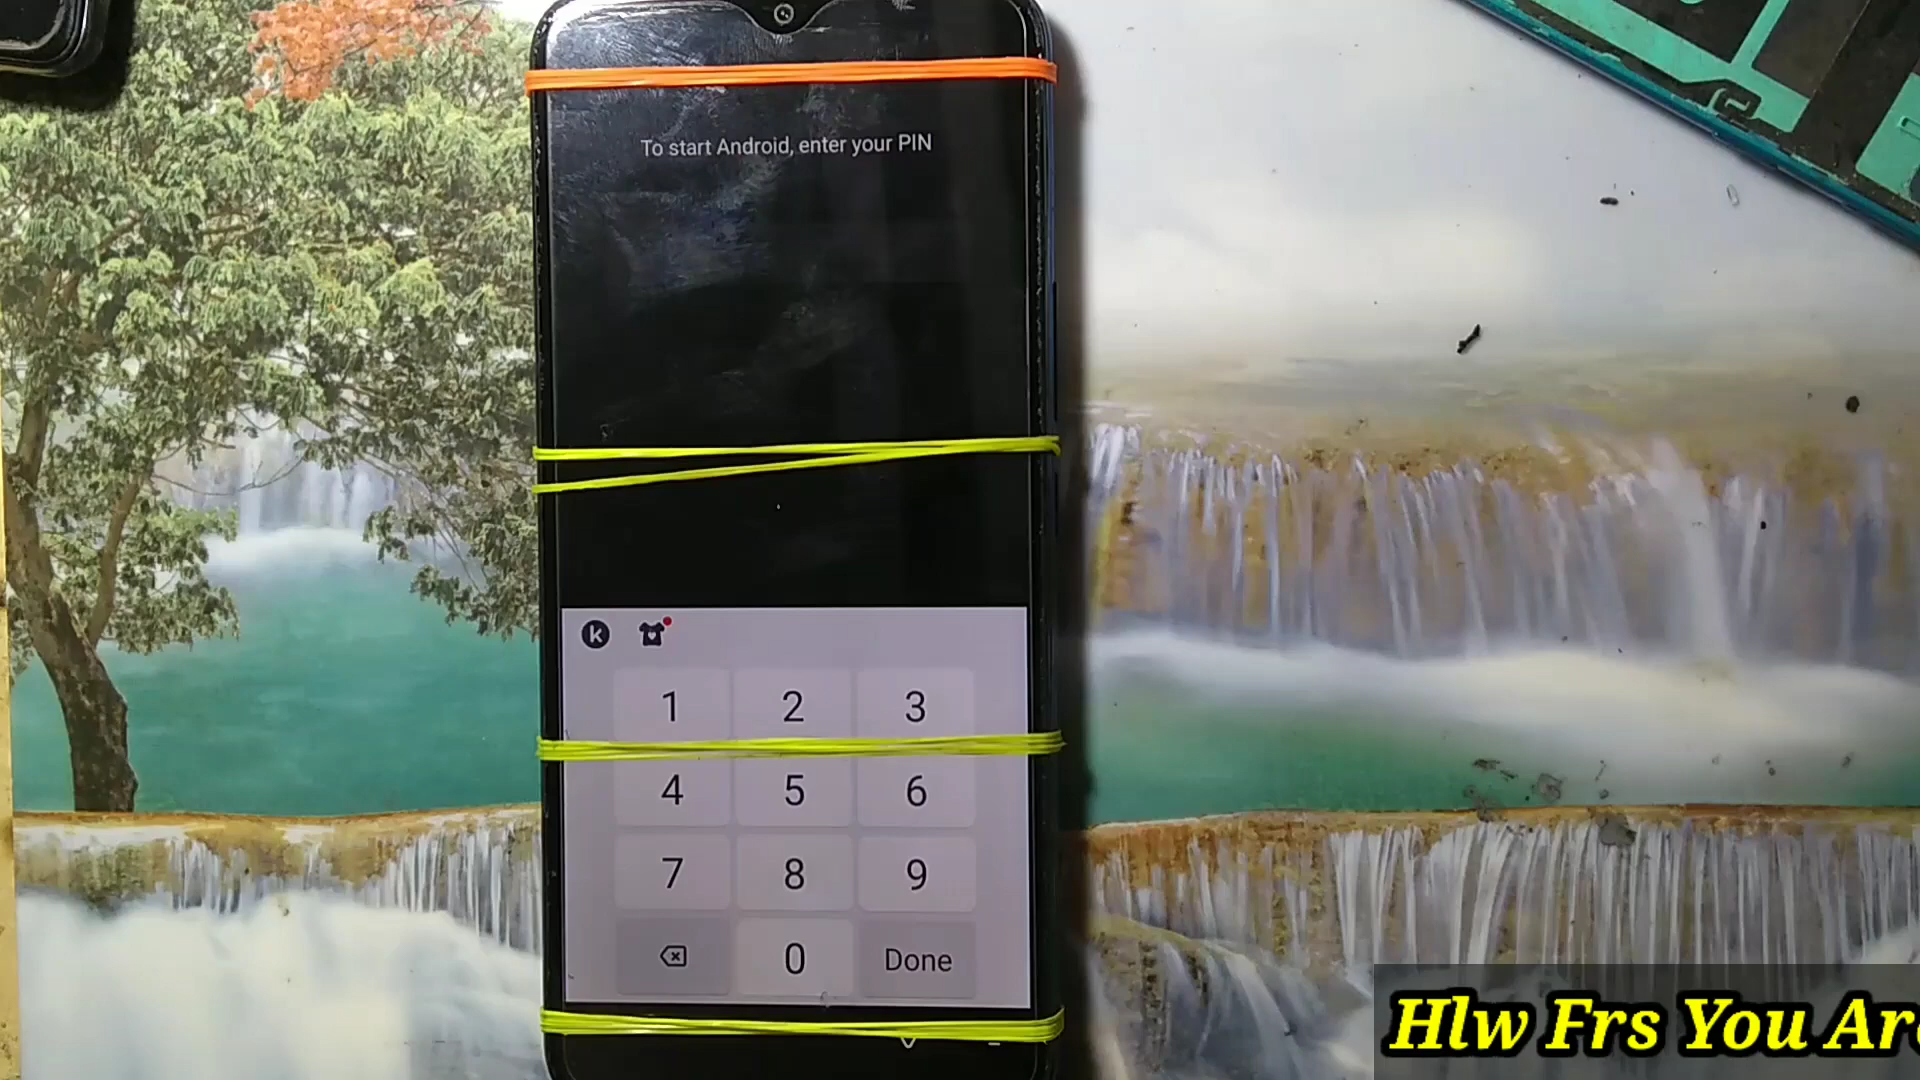 To start Android, enter your PIN
k
1 2 3
4 5 6
7 8 9
0 Done
Hlw Frs You Are